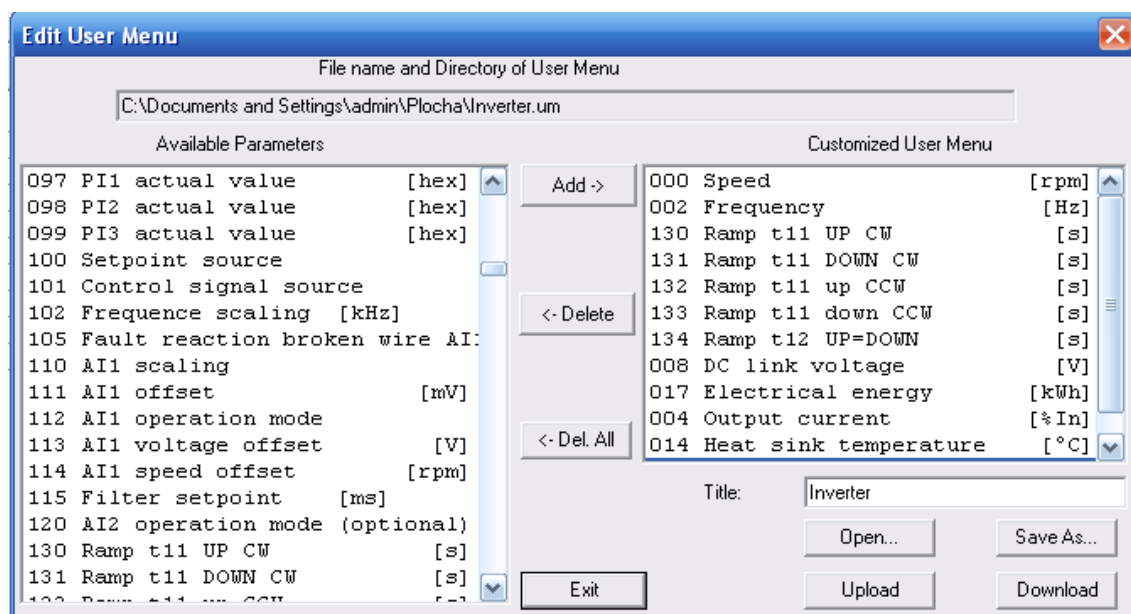 Edit User Menu
File name and Directory of User Menu
C:\Documents and Settings\admin\Plocha\Inverter.um
Available Parameters
097 PI1 actual value [hex]
098 PI2 actual value [hex]
099 PI3 actual value [hex]
100 Setpoint source
101 Control signal source
102 Frequence scaling [kHz]
105 Fault reaction broken wire AI1
110 AI1 scaling
111 AI1 offset [mV]
112 AI1 operation mode
113 AI1 voltage offset [V]
114 AI1 speed offset [rpm]
115 Filter setpoint [ms]
120 AI2 operation mode (optional)
130 Ramp t11 UP CW [s]
131 Ramp t11 DOWN CW [s]
Add ->
<- Delete
<- Del. All
Exit
Customized User Menu
000 Speed [rpm]
002 Frequency [Hz]
130 Ramp t11 UP CW [s]
131 Ramp t11 DOWN CW [s]
132 Ramp t11 up CCW [s]
133 Ramp t11 down CCW [s]
134 Ramp t12 UP=DOWN [s]
008 DC link voltage [V]
017 Electrical energy [kWh]
004 Output current [%In]
014 Heat sink temperature [°C]
Title: Inverter
Open... Save As...
Upload Download